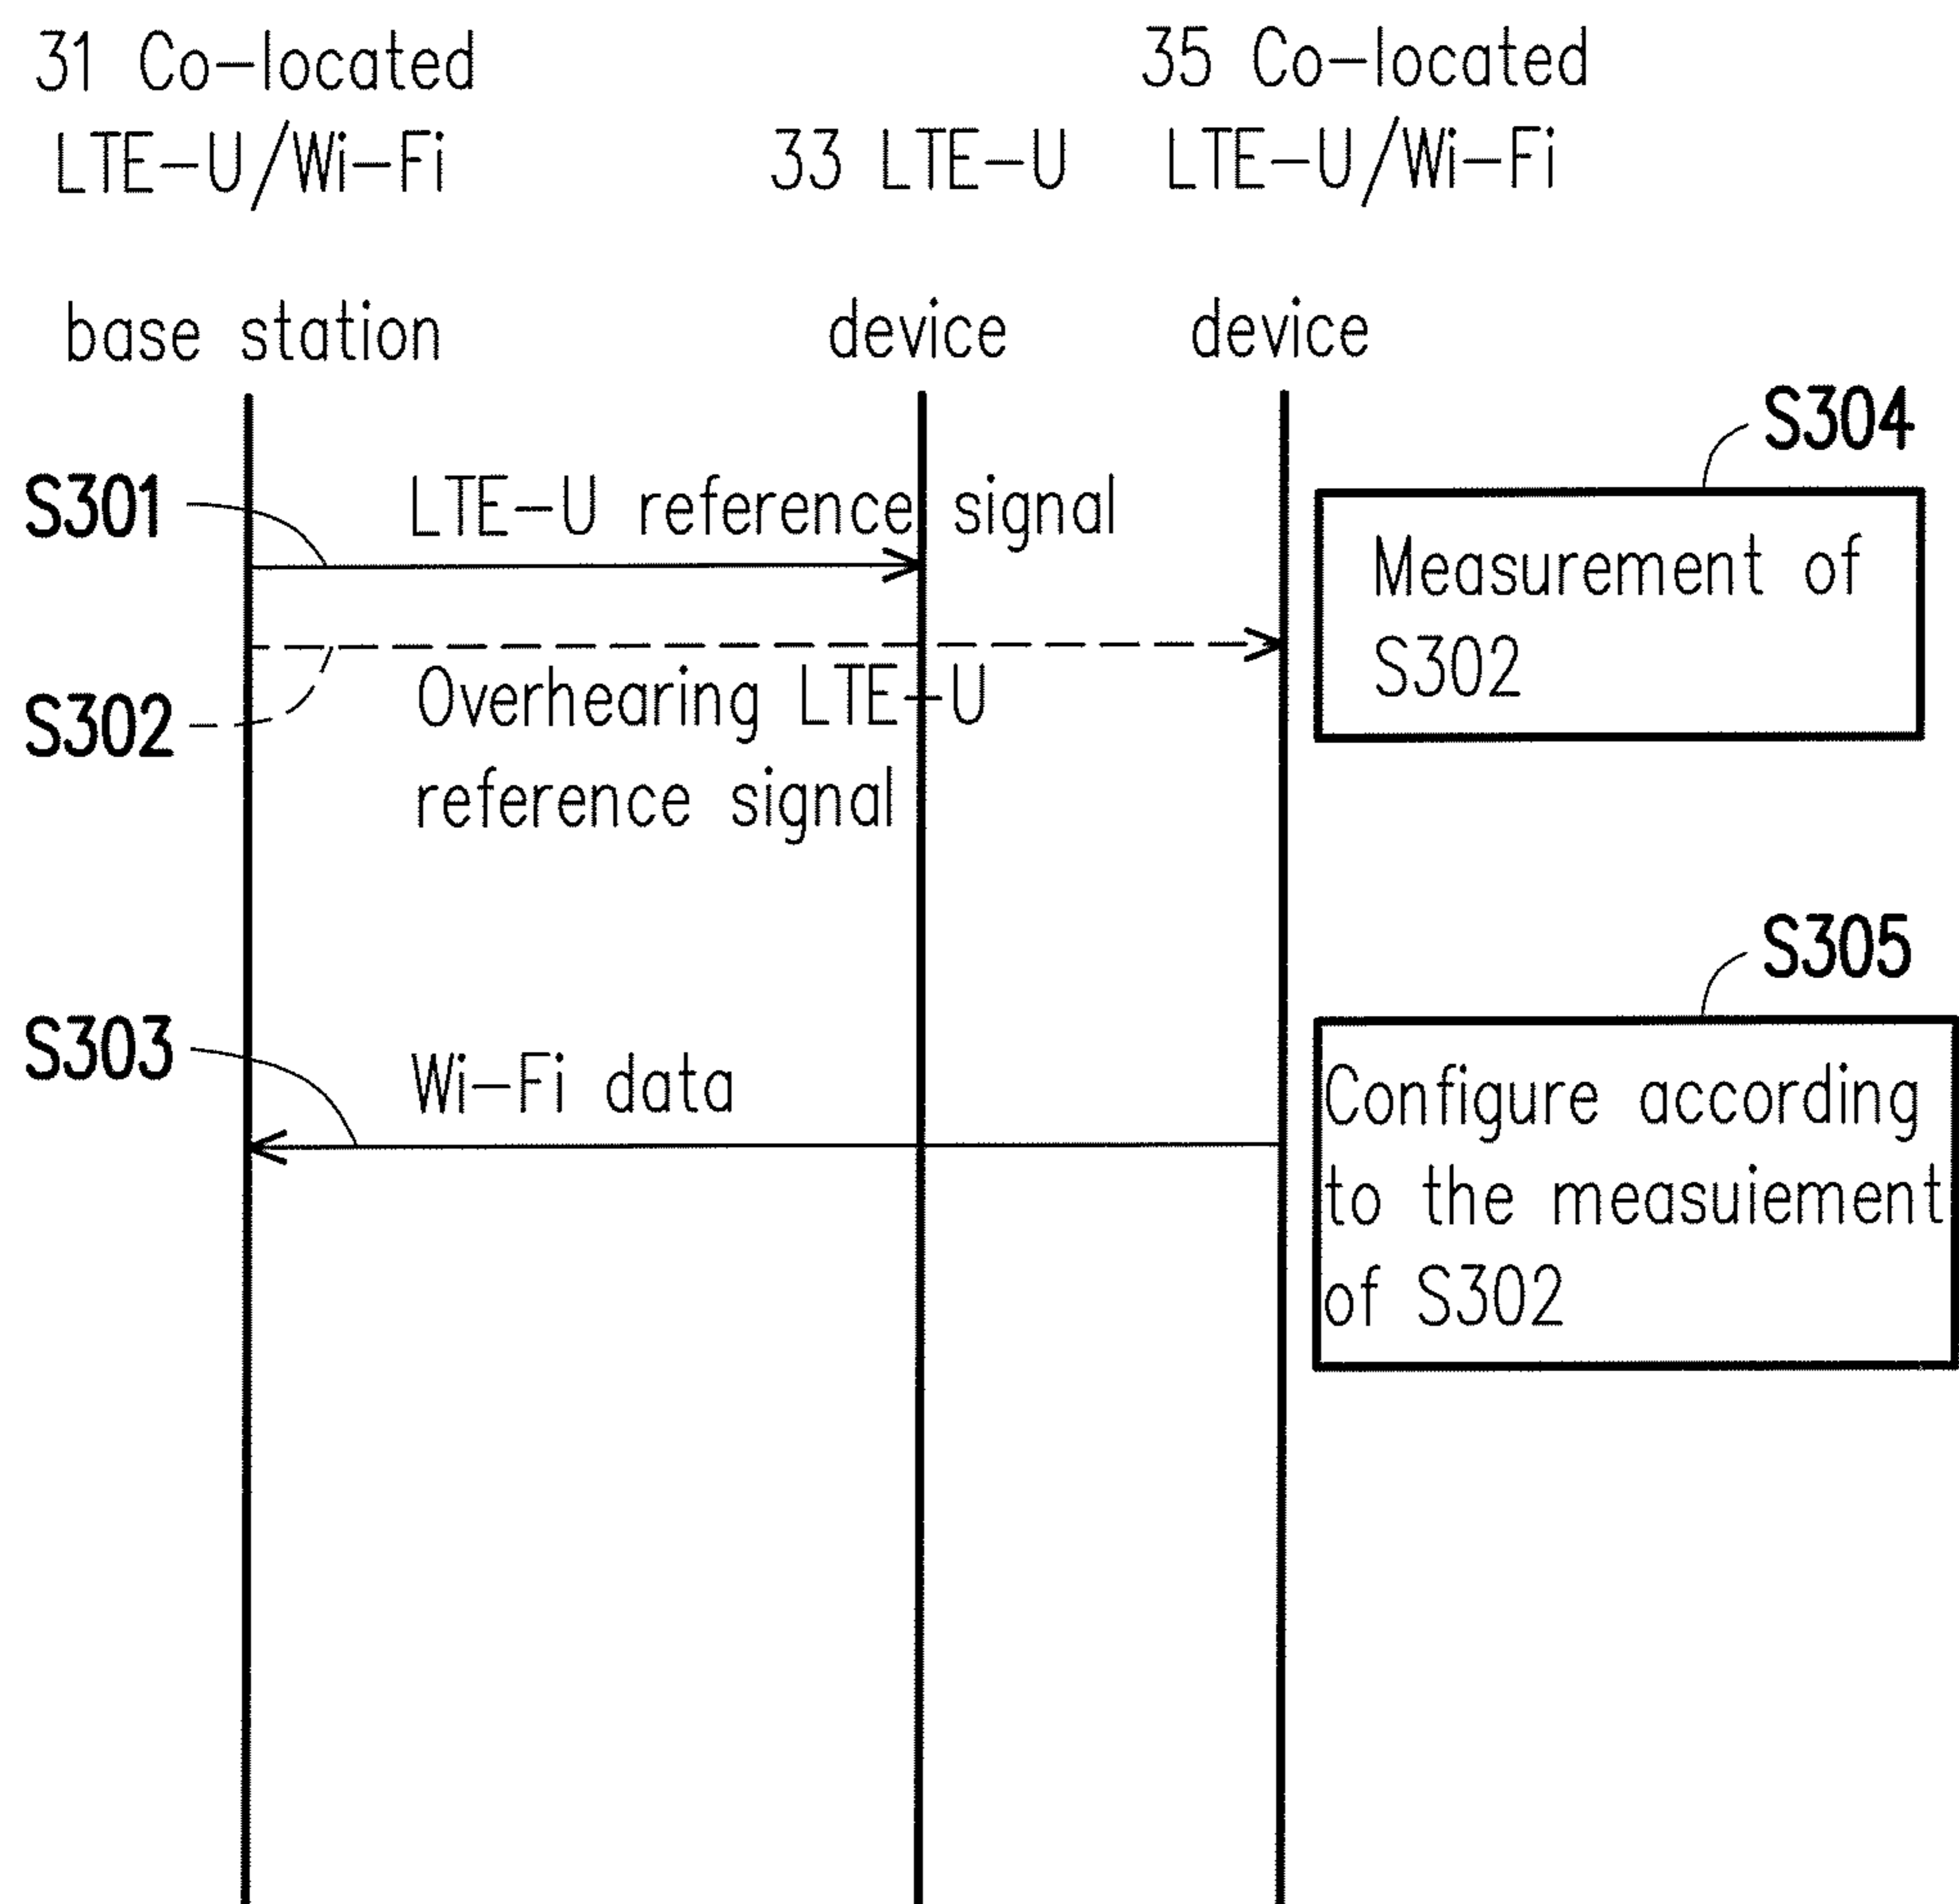 31 Co-located
LTE-U/Wi-Fi
base station
33 LTE-U
device
35 Co-located
LTE-U/Wi-Fi
device
S301
LTE-U reference signal
S302
Overhearing LTE-U
reference signal
S304
Measurement of
S302
S303
Wi-Fi data
S305
Configure according
to the measuiement
of S302